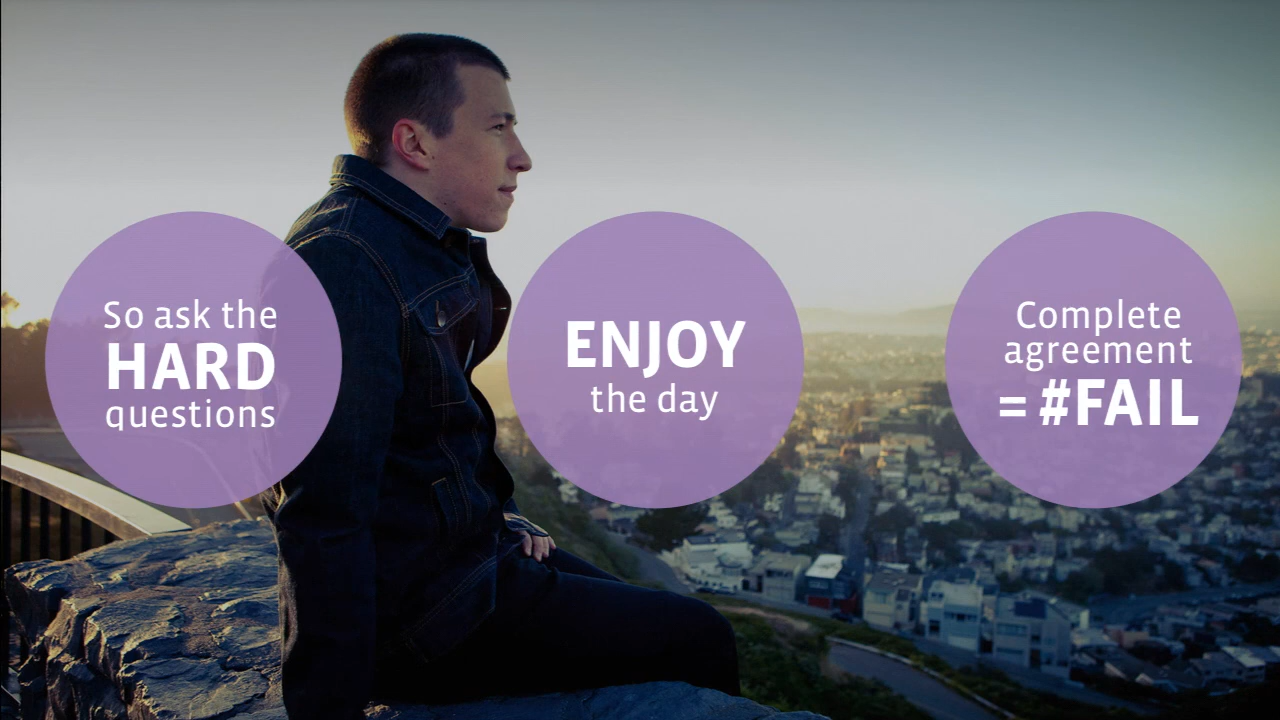 So ask the
HARD
questions
ENJOY
the day
Complete
agreement
= #FAIL